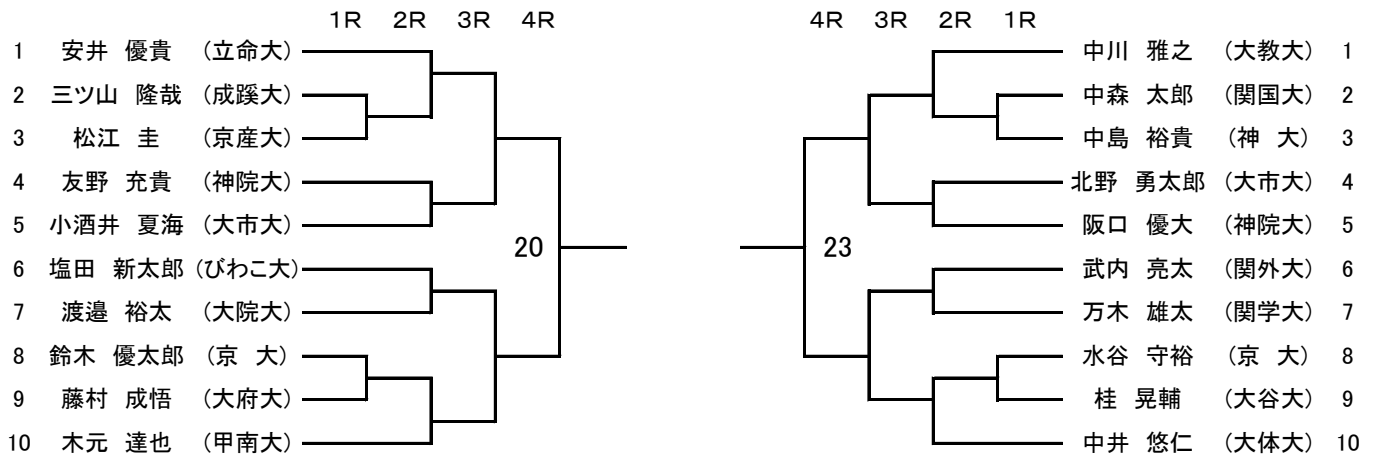 1R 2R 3R 4R 4R 3R 2R 1R
1 安井 優貴 (立命大) 中川 雅之 (大教大) 1
2 三ツ山 隆哉 (成蹊大) 中森 太郎 (関国大) 2
3 松江 圭 (京産大) 中島 裕貴 (神 大) 3
4 友野 充貴 (神院大) 北野 勇太郎 (大市大) 4
5 小酒井 夏海 (大市大) 阪口 優大 (神院大) 5
20 23
6 塩田 新太郎 (びわこ大) 武内 亮太 (関外大) 6
7 渡邉 裕太 (大院大) 万木 雄太 (関学大) 7
8 鈴木 優太郎 (京 大) 水谷 守裕 (京 大) 8
9 藤村 成悟 (大府大) 桂 晃輔 (大谷大) 9
10 木元 達也 (甲南大) 中井 悠仁 (大体大) 10